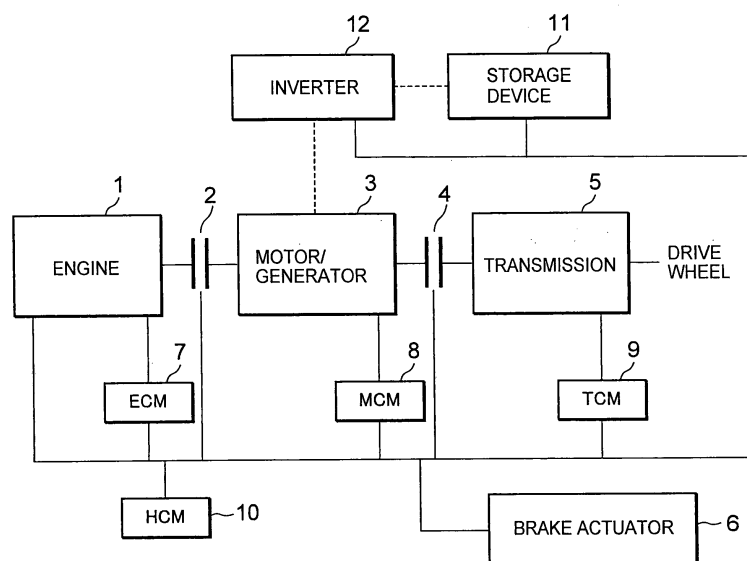 12
11
INVERTER
STORAGE
DEVICE
1
2
3
4
5
ENGINE
MOTOR/
GENERATOR
TRANSMISSION
DRIVE
WHEEL
7
8
9
ECM
MCM
TCM
HCM
10
BRAKE ACTUATOR
6